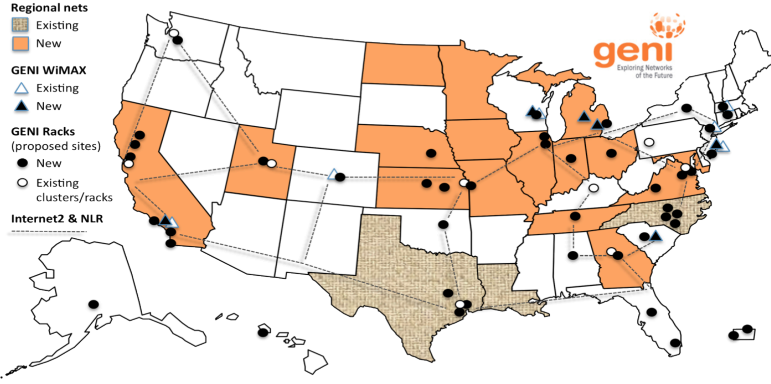 Regional nets
Existing
New
GENI WiMAX
Existing
New
GENI Racks
(proposed sites)
New
Existing
clusters/racks
Internet2 & NLR
geni
Exploring Networks
of the Future